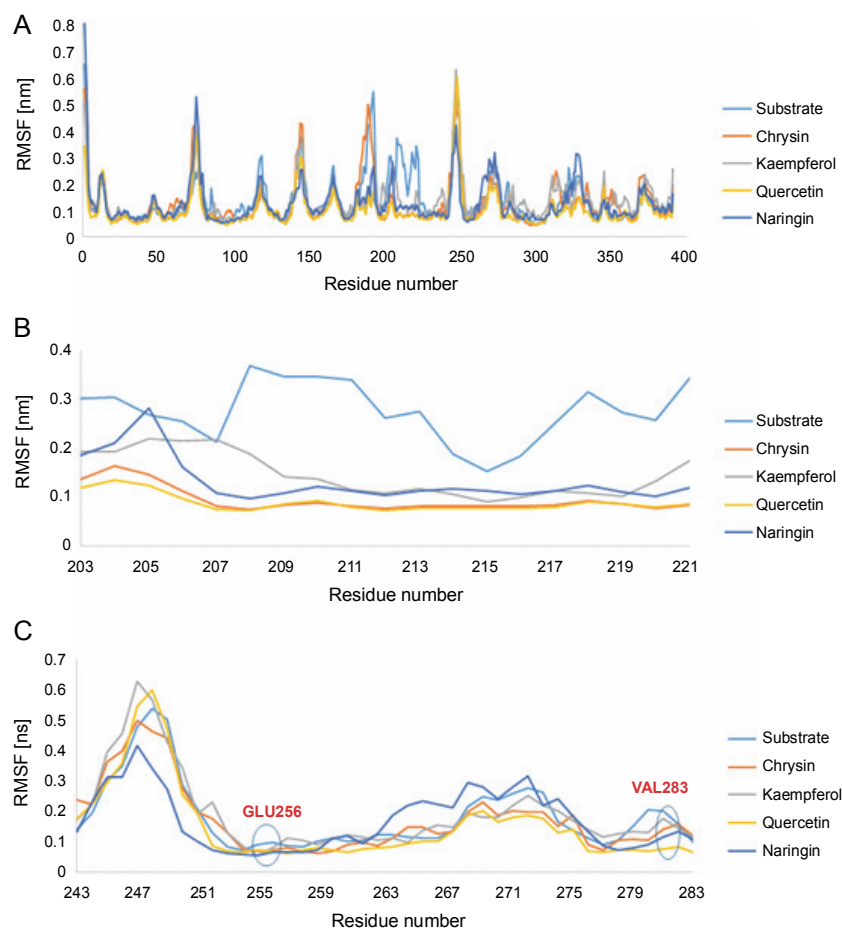 A
0.8
0.7
0.6
0.5
0.4
0.3
0.2
0.1
0
RMSF [nm]
0 50 100 150 200 250 300 350 400
Residue number
Substrate
Chrysin
Kaempferol
Quercetin
Naringin
B
0.4
0.3
0.2
0.1
0
RMSF [nm]
203 205 207 209 211 213 215 217 219 221
Residue number
Substrate
Chrysin
Kaempferol
Quercetin
Naringin
C
0.7
0.6
0.5
0.4
0.3
0.2
0.1
0
RMSF [ns]
GLU256
VAL283
243 247 251 255 259 263 267 271 275 279 283
Residue number
Substrate
Chrysin
Kaempferol
Quercetin
Naringin